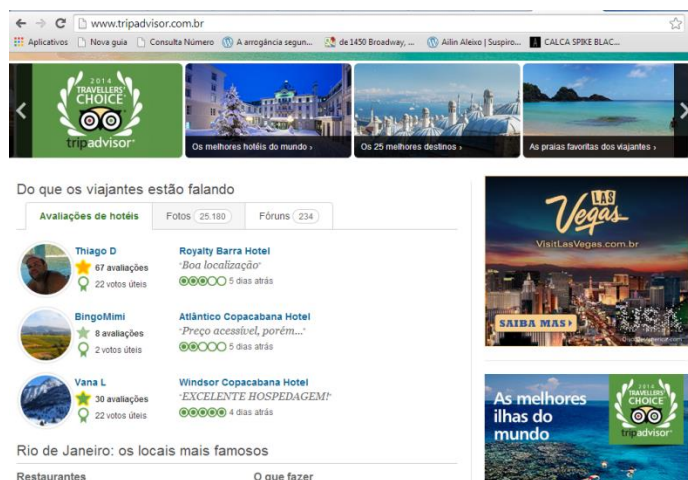 www.tripadvisor.com.br
Aplicativos
Nova guia
Consulta Número
A arrogância segun...
de 1450 Broadway, ...
Ailin Aleixo | Suspiro...
CALCA SPIKE BLAC...
2014
TRAVELLERS'
CHOICE
tripadvisor
Os melhores hotéis do mundo ›
Os 25 melhores destinos ›
As praias favoritas dos viajantes ›
Do que os viajantes estão falando
Avaliações de hotéis
Fotos 25.180
Fóruns 234
Thiago D
67 avaliações
22 votos úteis
Royalty Barra Hotel
"Boa localização"
5 dias atrás
BingoMimi
8 avaliações
2 votos úteis
Atlântico Copacabana Hotel
"Preço acessível, porém..."
5 dias atrás
Vana L
30 avaliações
22 votos úteis
Windsor Copacabana Hotel
"EXCELENTE HOSPEDAGEM!"
4 dias atrás
Rio de Janeiro: os locais mais famosos
Restaurantes
O que fazer
LAS
Vegas
VisitLasVegas.com.br
SAIBA MAS
As melhores
ilhas do
mundo
2014
TRAVELLERS'
CHOICE
tripadvisor